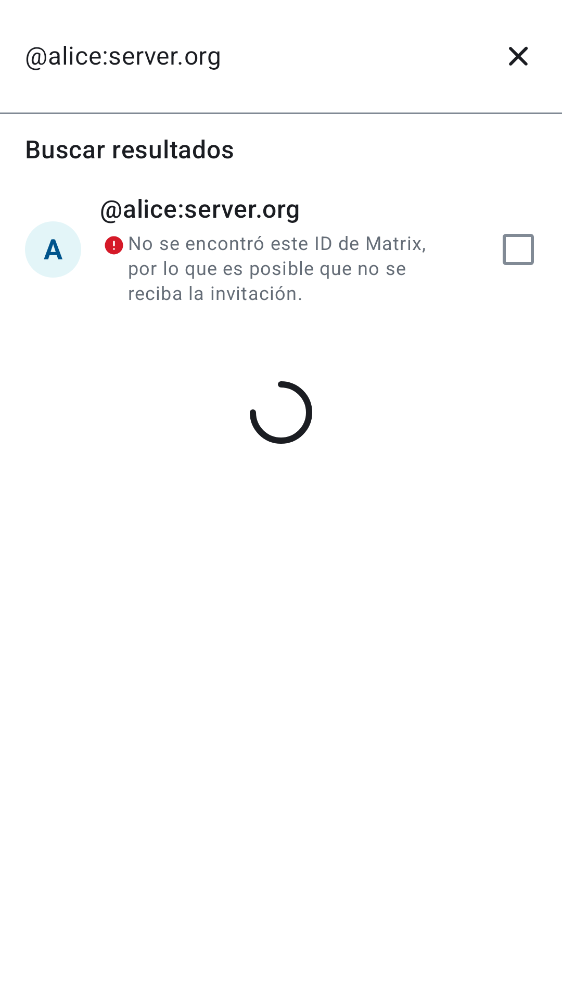 @alice:server.org
Buscar resultados
@alice:server.org
A
No se encontró este ID de Matrix,
por lo que es posible que no se
reciba la invitación.